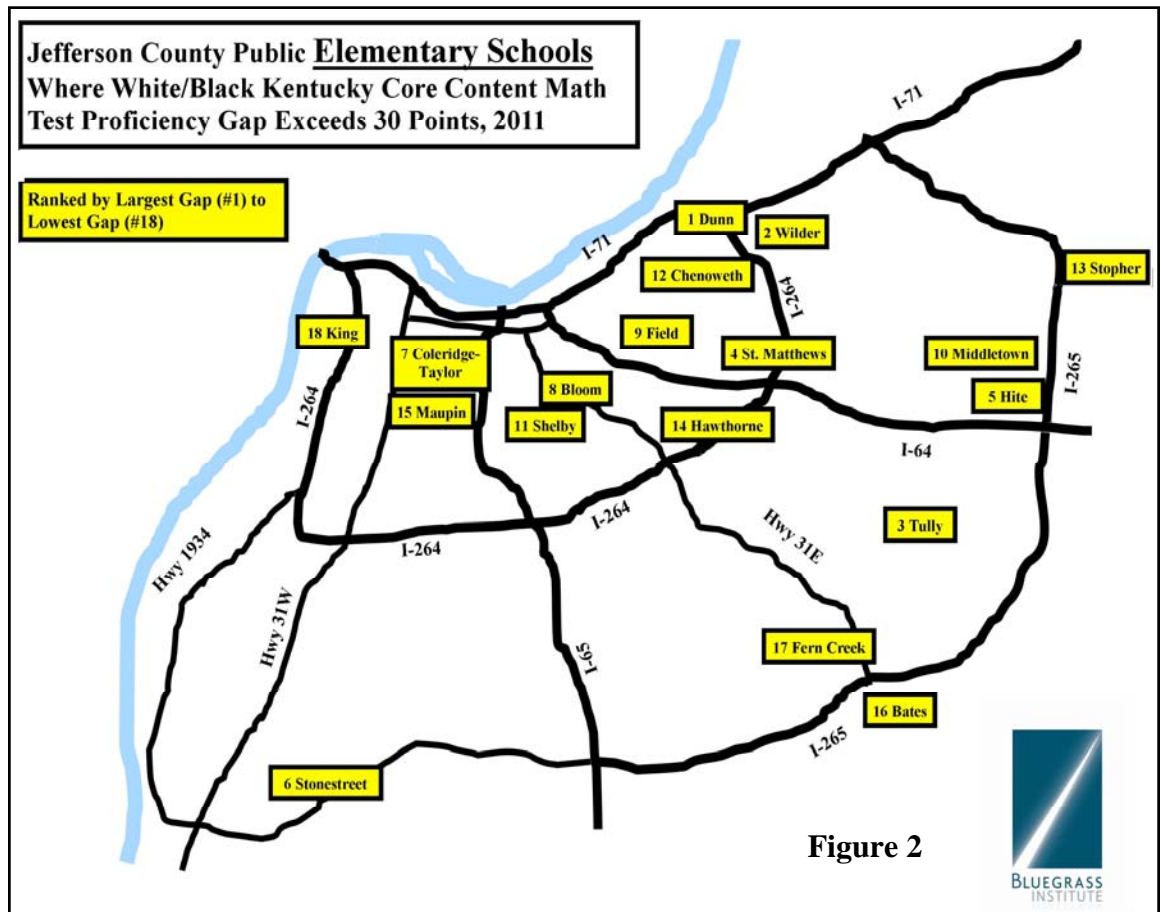 Jefferson County Public Elementary Schools
Where White/Black Kentucky Core Content Math
Test Proficiency Gap Exceeds 30 Points, 2011
Ranked by Largest Gap (#1) to
Lowest Gap (#18)
I-71
1 Dunn
2 Wilder
I-71
12 Chenoweth
13 Stopher
I-264
18 King
9 Field
7 Coleridge-
Taylor
4 St. Matthews
10 Middletown
I-265
8 Bloom
5 Hite
I-264
15 Maupin
11 Shelby
14 Hawthorne
I-64
I-264
3 Tully
Hwy 31E
I-264
Hwy 1934
Hwy 31W
17 Fern Creek
I-65
16 Bates
I-265
6 Stonestreet
Figure 2
BLUEGRASS
INSTITUTE